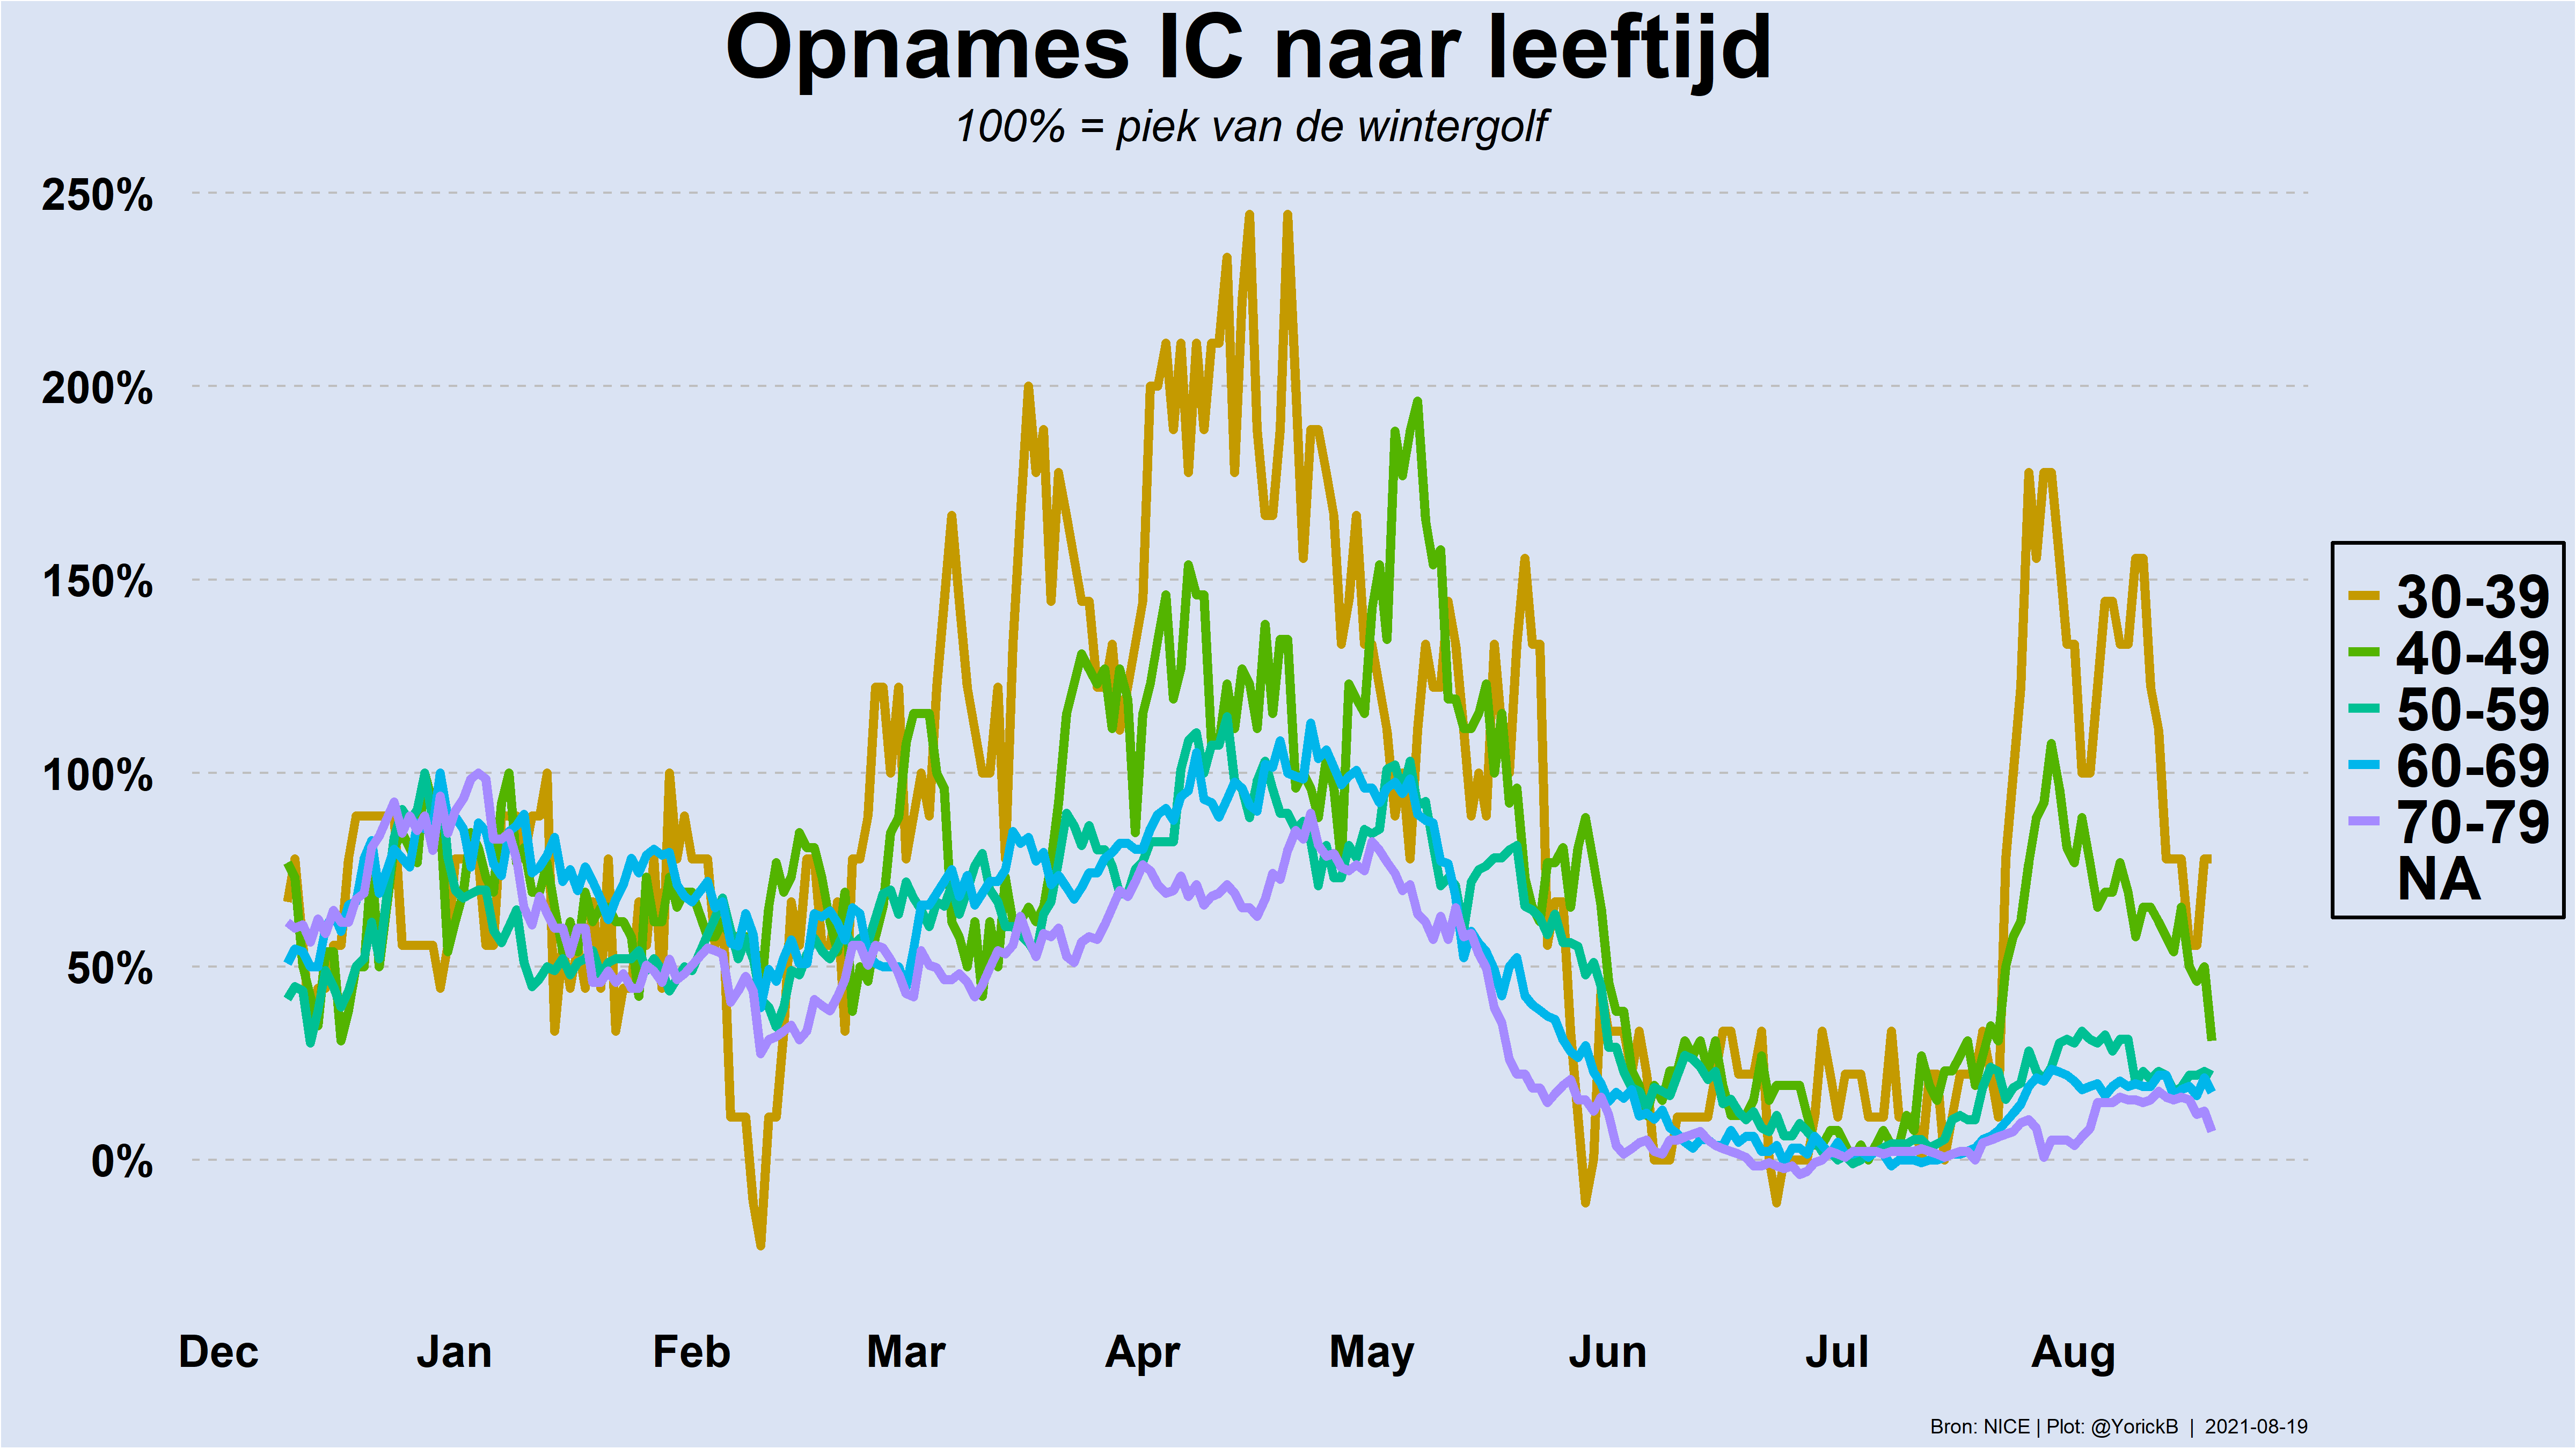 Opnames IC naar leeftijd
100% = piek van de wintergolf
250%
200%
150%
100%
50%
0%
30-39
40-49
50-59
60-69
70-79
NA
Dec Jan Feb Mar Apr May Jun Jul Aug
Bron: NICE | Plot: @YorickB | 2021-08-19